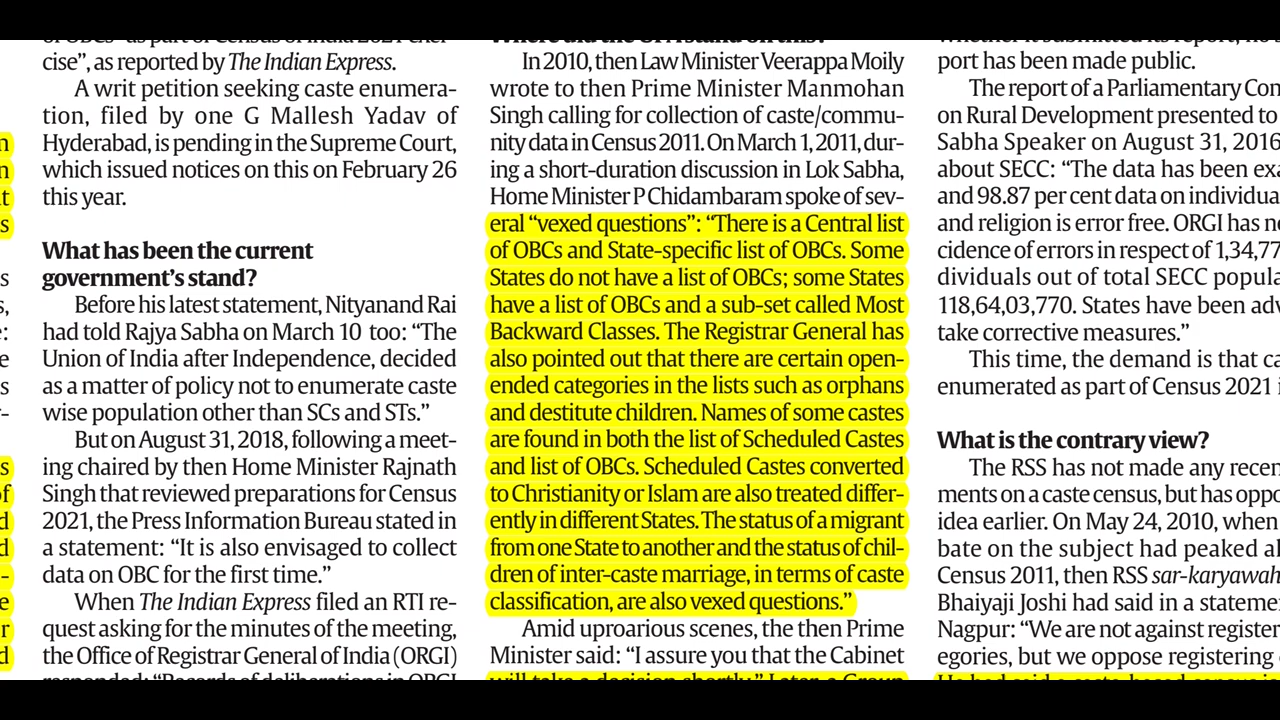 cise", as reported by The Indian Express.
A writ petition seeking caste enumera-
tion, filed by one G Mallesh Yadav of
Hyderabad, is pending in the Supreme Court,
which issued notices on this on February 26
this year.
What has been the current
government's stand?
Before his latest statement, Nityanand Rai
had told Rajya Sabha on March 10 too: "The
Union of India after Independence, decided
as a matter of policy not to enumerate caste
wise population other than SCs and STs."
But on August 31, 2018, following a meet-
ing chaired by then Home Minister Rajnath
Singh that reviewed preparations for Census
2021, the Press Information Bureau stated in
a statement: "It is also envisaged to collect
data on OBC for the first time."
When The Indian Express filed an RTI re-
quest asking for the minutes of the meeting,
the Office of Registrar General of India (ORGI)
In 2010, then Law Minister Veerappa Moily
wrote to then Prime Minister Manmohan
Singh calling for collection of caste/commu-
nity data in Census 2011. On March 1, 2011, dur-
ing a short-duration discussion in Lok Sabha,
Home Minister P Chidambaram spoke of sev-
eral "vexed questions": "There is a Central list
of OBCs and State-specific list of OBCs. Some
States do not have a list of OBCs; some States
have a list of OBCs and a sub-set called Most
Backward Classes. The Registrar General has
also pointed out that there are certain open-
ended categories in the lists such as orphans
and destitute children. Names of some castes
are found in both the list of Scheduled Castes
and list of OBCs. Scheduled Castes converted
to Christianity or Islam are also treated differ-
ently in different States. The status of a migrant
from one State to another and the status of chil-
dren of inter-caste marriage, in terms of caste
classification, are also vexed questions."
Amid uproarious scenes, the then Prime
Minister said: "I assure you that the Cabinet
will take a decision shortly." Later, a Group
port has been made public.
The report of a Parliamentary Con
on Rural Development presented to
Sabha Speaker on August 31, 2016
about SECC: "The data has been exa
and 98.87 per cent data on individua
and religion is error free. ORGI has no
cidence of errors in respect of 1,34,77
dividuals out of total SECC popula
118,64,03,770. States have been adv
take corrective measures."
This time, the demand is that ca
enumerated as part of Census 2021 i
What is the contrary view?
The RSS has not made any recen
ments on a caste census, but has oppo
idea earlier. On May 24, 2010, when
bate on the subject had peaked al
Census 2011, then RSS sar-karyawah
Bhaiyaji Joshi had said in a stateme
Nagpur: "We are not against register
egories, but we oppose registering